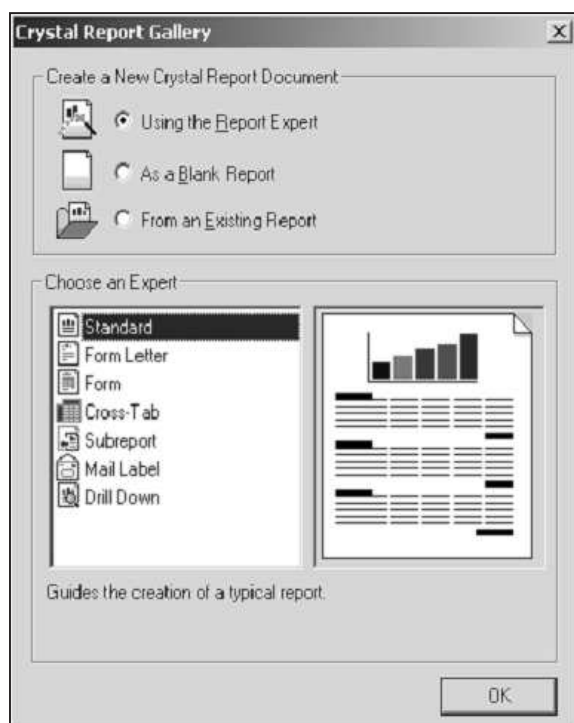 Crystal Report Gallery
Create a New Crystal Report Document
Using the Report Expert
As a Blank Report
From an Existing Report
Choose an Expert
Standard
Form Letter
Form
Cross-Tab
Subreport
Mail Label
Drill Down
Guides the creation of a typical report.
OK